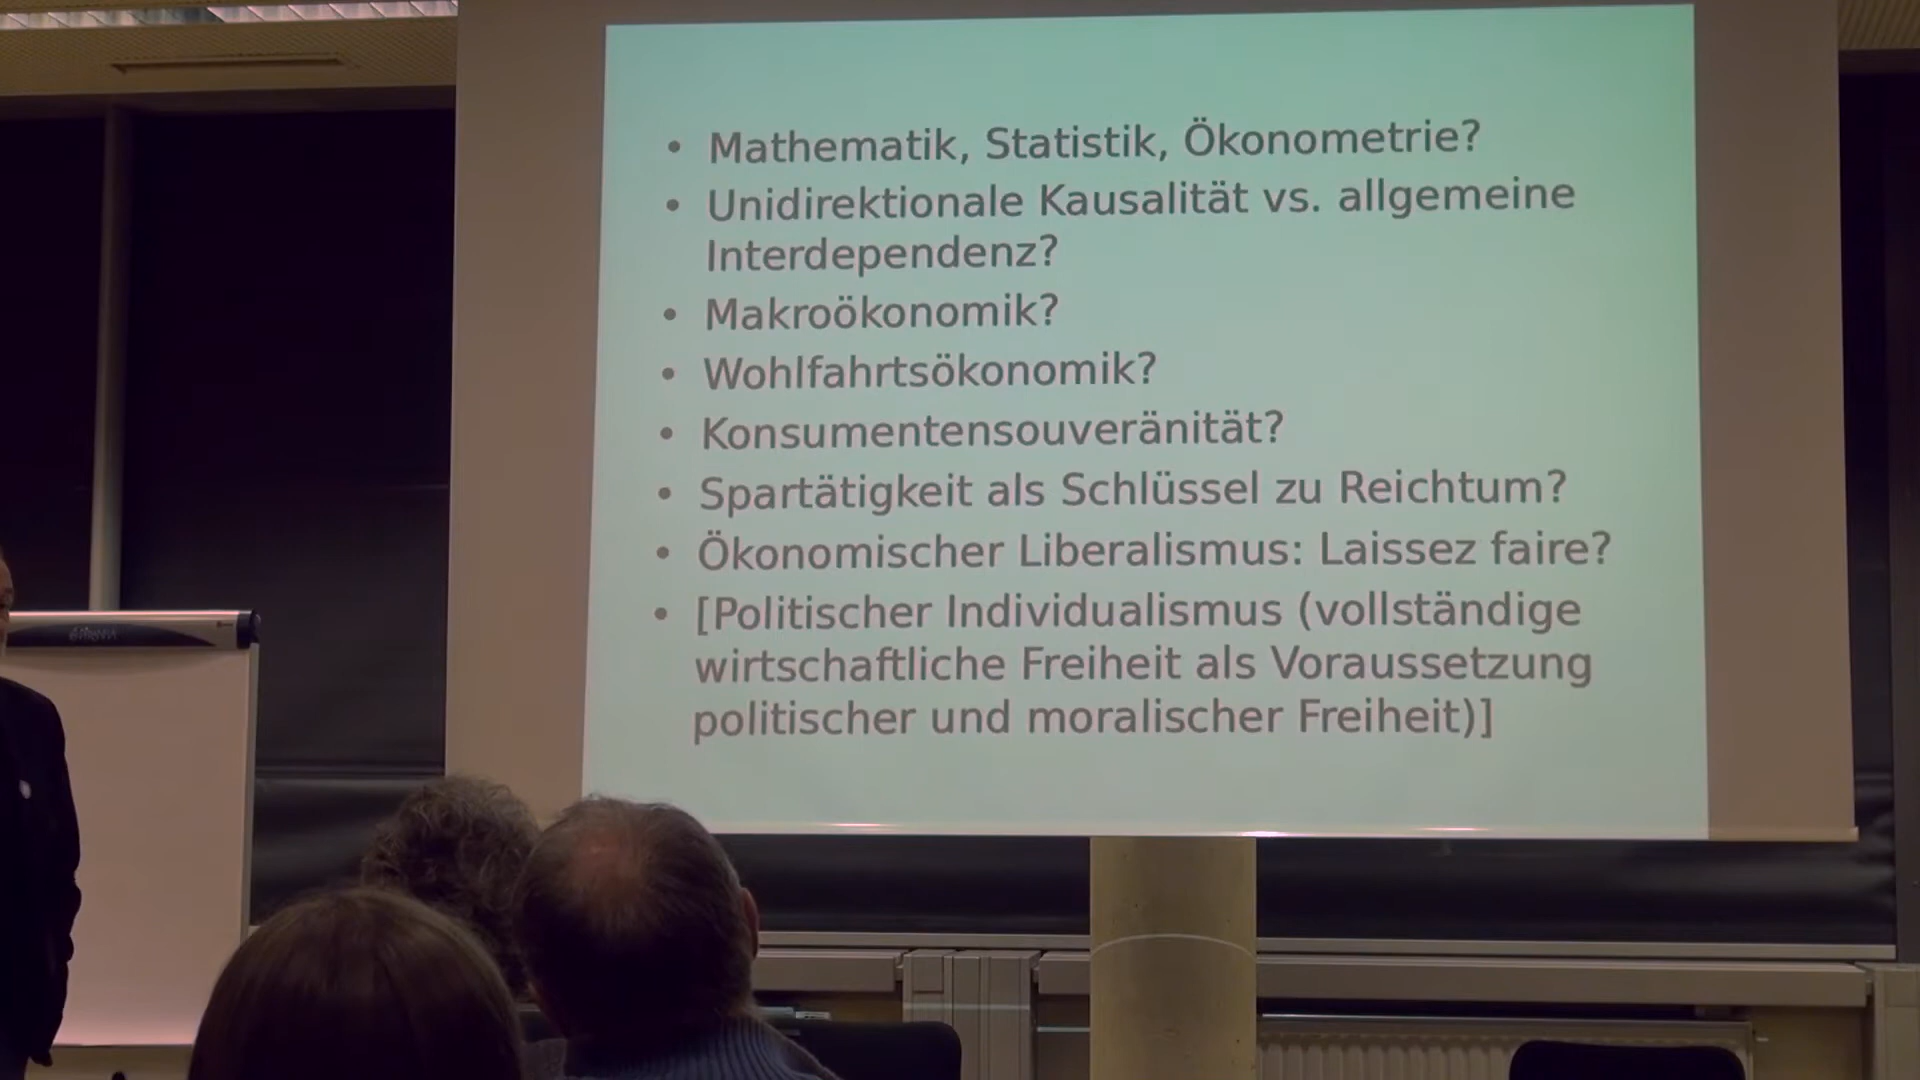 • Mathematik, Statistik, Ökonometrie?
• Unidirektionale Kausalität vs. allgemeine
Interdependenz?
• Makroökonomik?
• Wohlfahrtsökonomik?
• Konsumentensouveränität?
• Spartätigkeit als Schlüssel zu Reichtum?
• Ökonomischer Liberalismus: Laissez faire?
• [Politischer Individualismus (vollständige
wirtschaftliche Freiheit als Voraussetzung
politischer und moralischer Freiheit)]